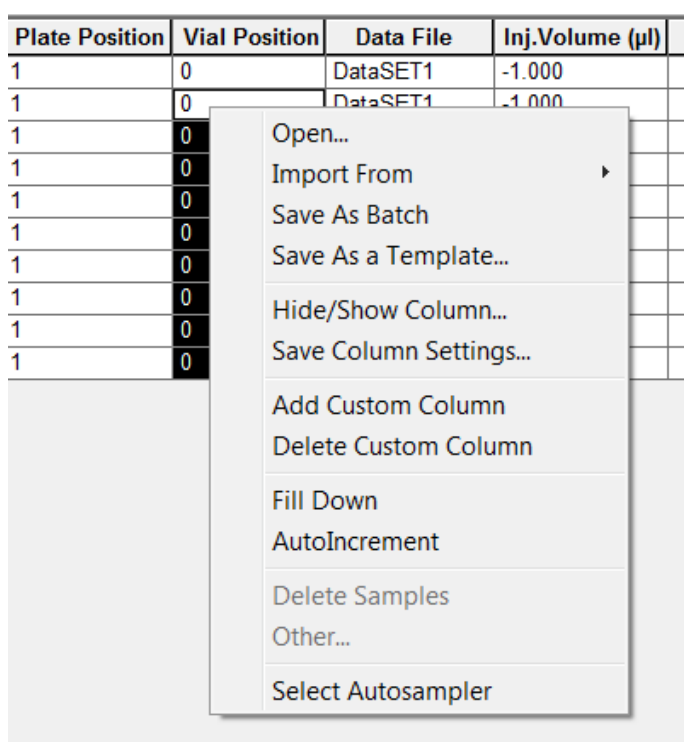 Plate Position Vial Position Data File Inj.Volume (µl)
1 0 DataSET1 -1.000
1 0 DataSET1 -1.000
1 0
1 0
1 0
1 0
1 0
1 0
1 0
1 0
Open...
Import From
Save As Batch
Save As a Template...
Hide/Show Column...
Save Column Settings...
Add Custom Column
Delete Custom Column
Fill Down
AutoIncrement
Delete Samples
Other...
Select Autosampler